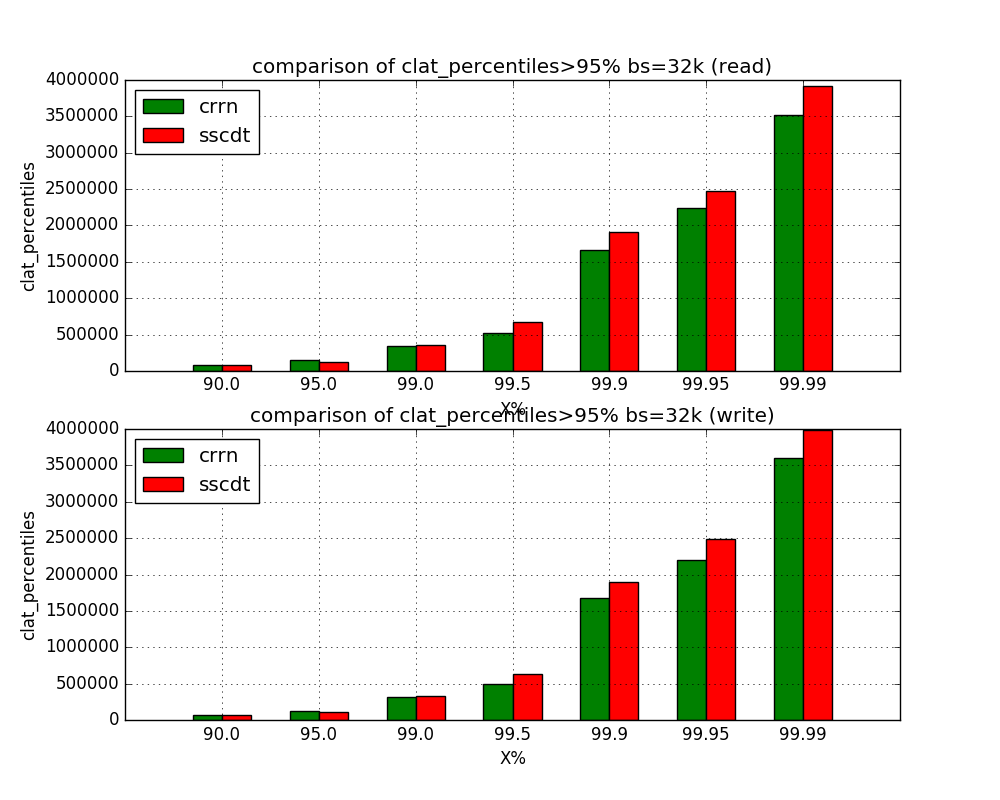 comparison of clat_percentiles>95% bs=32k (read)
clat_percentiles
4000000
3500000
3000000
2500000
2000000
1500000
1000000
500000
0
crrn
sscdt
90.0 95.0 99.0 99.5 99.9 99.95 99.99
X%
comparison of clat_percentiles>95% bs=32k (write)
clat_percentiles
4000000
3500000
3000000
2500000
2000000
1500000
1000000
500000
0
crrn
sscdt
90.0 95.0 99.0 99.5 99.9 99.95 99.99
X%